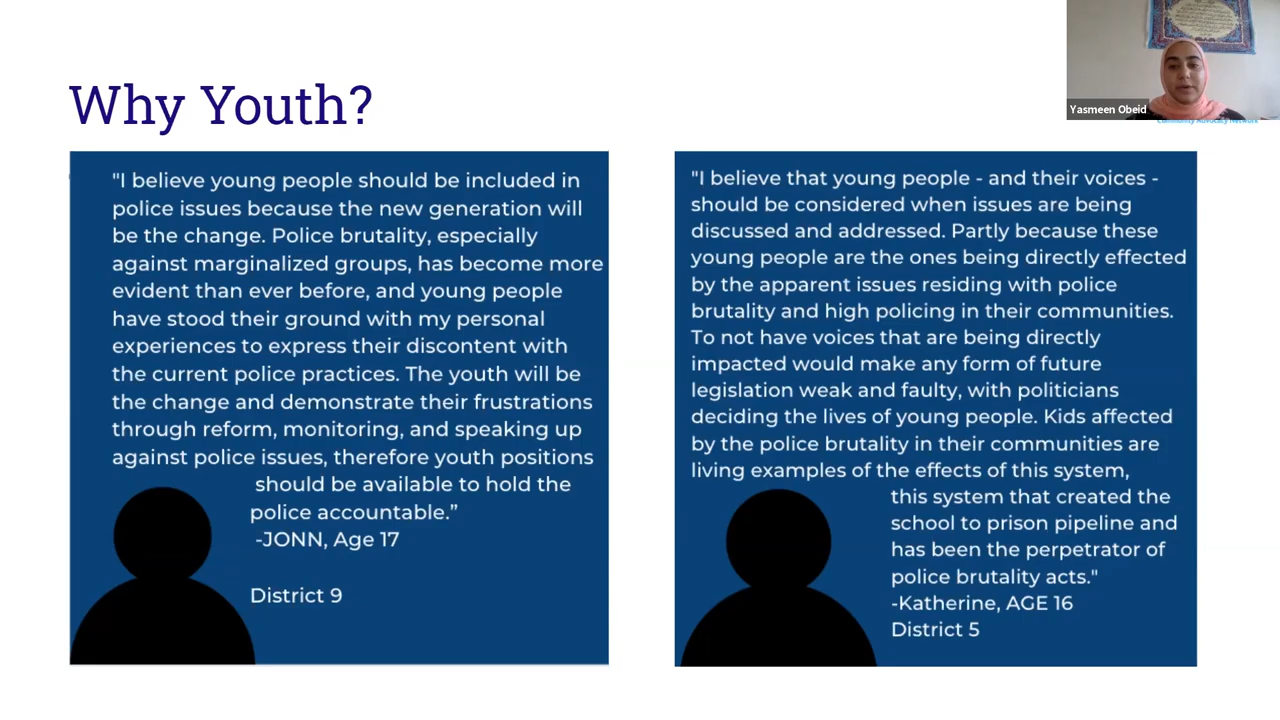 Why Youth?
"I believe young people should be included in
police issues because the new generation will
be the change. Police brutality, especially
against marginalized groups, has become more
evident than ever before, and young people
have stood their ground with my personal
experiences to express their discontent with
the current police practices. The youth will be
the change and demonstrate their frustrations
through reform, monitoring, and speaking up
against police issues, therefore youth positions
should be available to hold the
police accountable.”
-JONN, Age 17
District 9
"I believe that young people - and their voices -
should be considered when issues are being
discussed and addressed. Partly because these
young people are the ones being directly effected
by the apparent issues residing with police
brutality and high policing in their communities.
To not have voices that are being directly
impacted would make any form of future
legislation weak and faulty, with politicians
deciding the lives of young people. Kids affected
by the police brutality in their communities are
living examples of the effects of this system,
this system that created the
school to prison pipeline and
has been the perpetrator of
police brutality acts."
-Katherine, AGE 16
District 5
Yasmeen Obeid
Community Advocacy Network